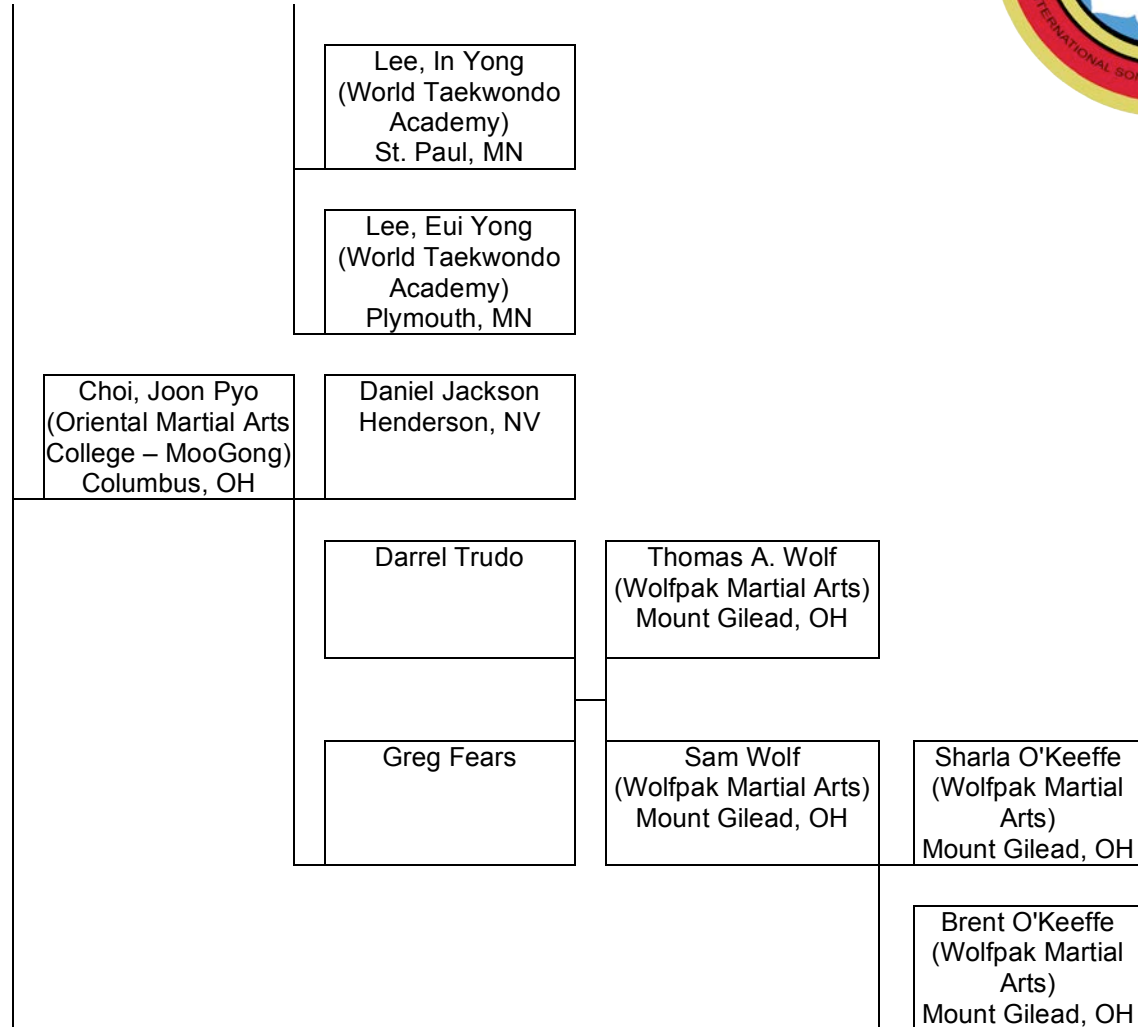 Lee, In Yong
(World Taekwondo
Academy)
St. Paul, MN
Lee, Eui Yong
(World Taekwondo
Academy)
Plymouth, MN
Choi, Joon Pyo
(Oriental Martial Arts
College – MooGong)
Columbus, OH
Daniel Jackson
Henderson, NV
Darrel Trudo
Thomas A. Wolf
(Wolfpak Martial Arts)
Mount Gilead, OH
Greg Fears
Sam Wolf
(Wolfpak Martial Arts)
Mount Gilead, OH
Sharla O'Keeffe
(Wolfpak Martial
Arts)
Mount Gilead, OH
Brent O'Keeffe
(Wolfpak Martial
Arts)
Mount Gilead, OH